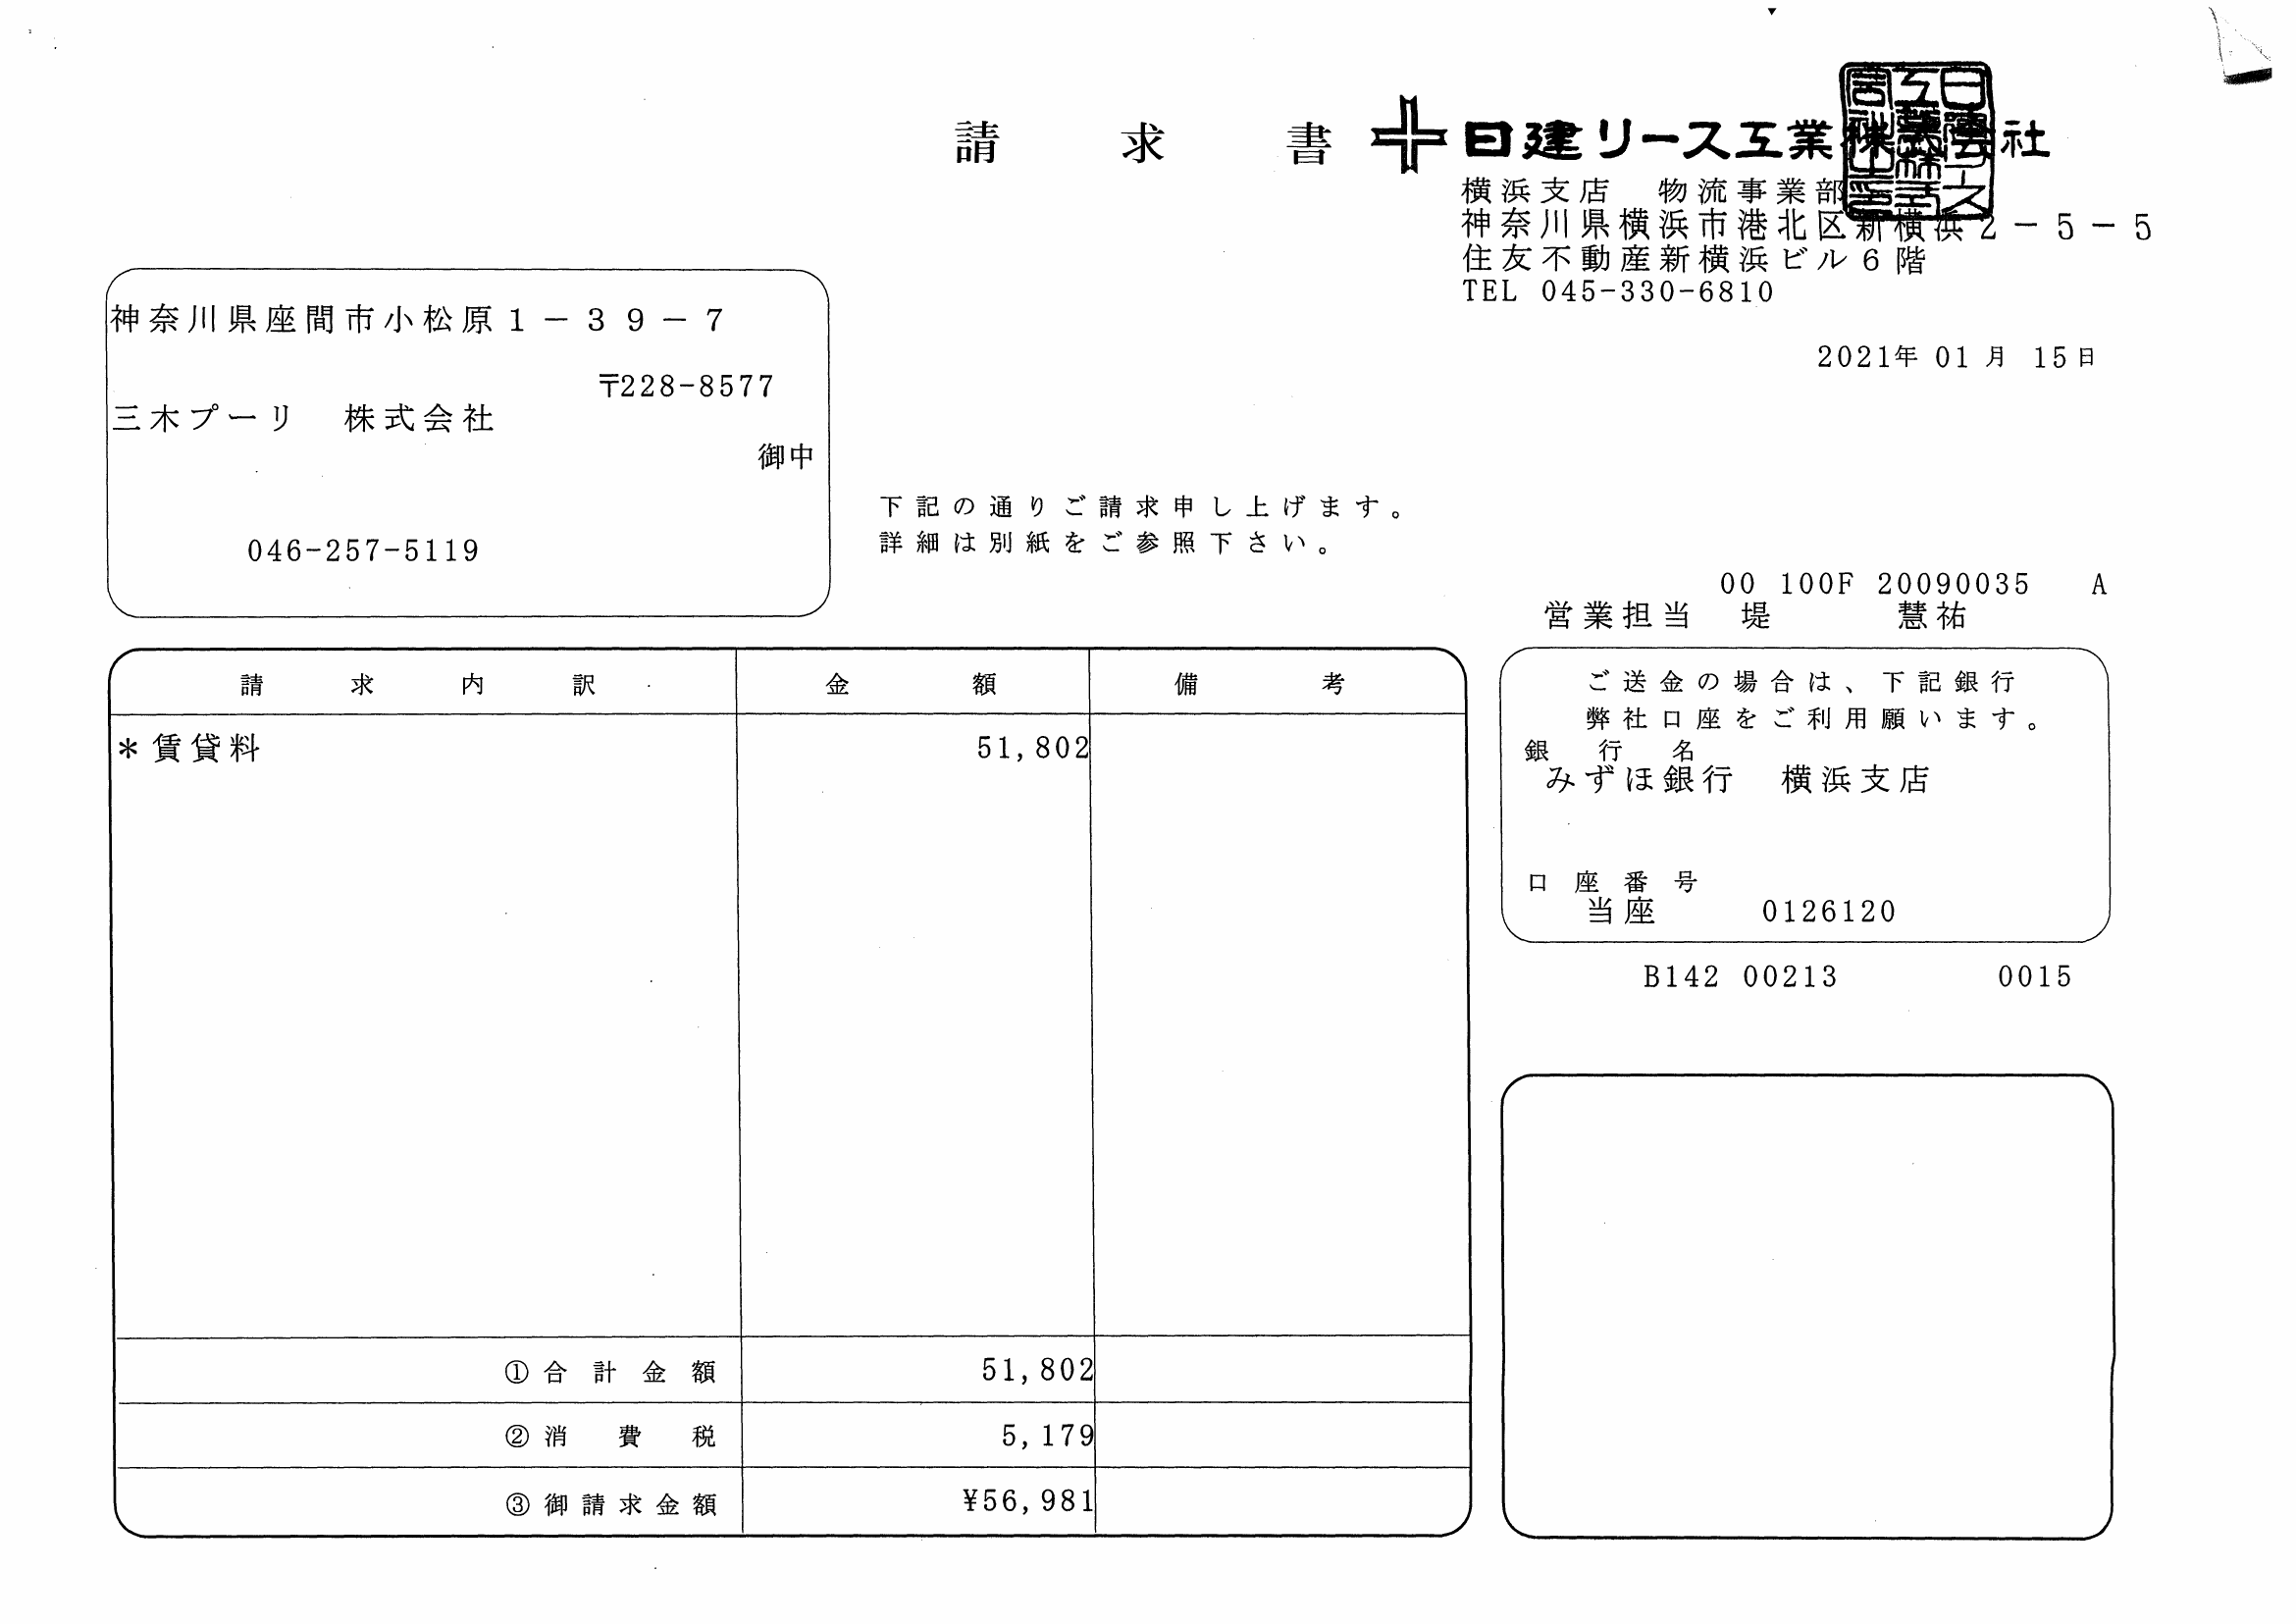 請求書
日建リース工業株式会社
横浜支店　物流事業部
神奈川県横浜市港北区新横浜２－５－５
住友不動産新横浜ビル６階
TEL 045-330-6810
2021年 01月 15日
神奈川県座間市小松原１－３９－７
〒228-8577
三木プーリ　株式会社
御中
046-257-5119
下記の通りご請求申し上げます。
詳細は別紙をご参照下さい。
00 100F 20090035 A
営業担当　堤　慧祐
請求内訳 金額 備考
＊賃貸料 51,802
①合計金額 51,802
②消費税 5,179
③御請求金額 ¥56,981
ご送金の場合は、下記銀行
弊社口座をご利用願います。
銀行名
みずほ銀行　横浜支店
口座番号
当座 0126120
B142 00213 0015